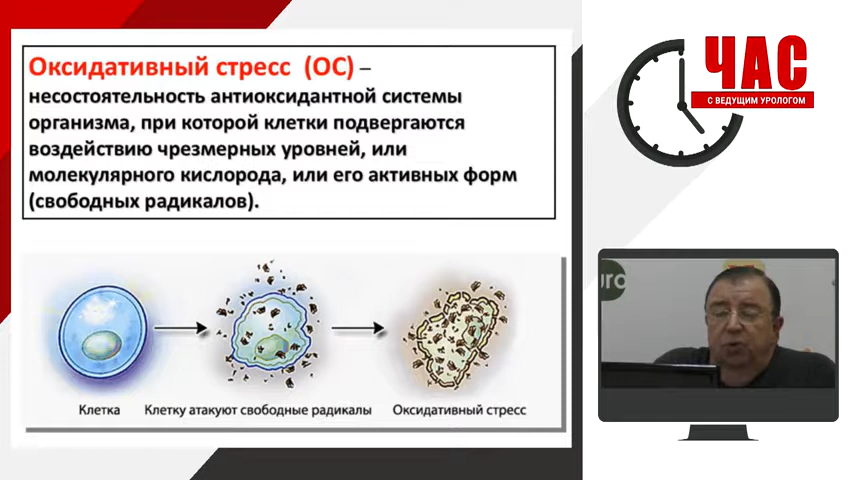 Оксидативный стресс (ОС) –
несостоятельность антиоксидантной системы
организма, при которой клетки подвергаются
воздействию чрезмерных уровней, или
молекулярного кислорода, или его активных форм
(свободных радикалов).
Клетка
Клетку атакуют свободные радикалы
Оксидативный стресс
ЧАС
С ВЕДУЩИМ УРОЛОГОМ
uro